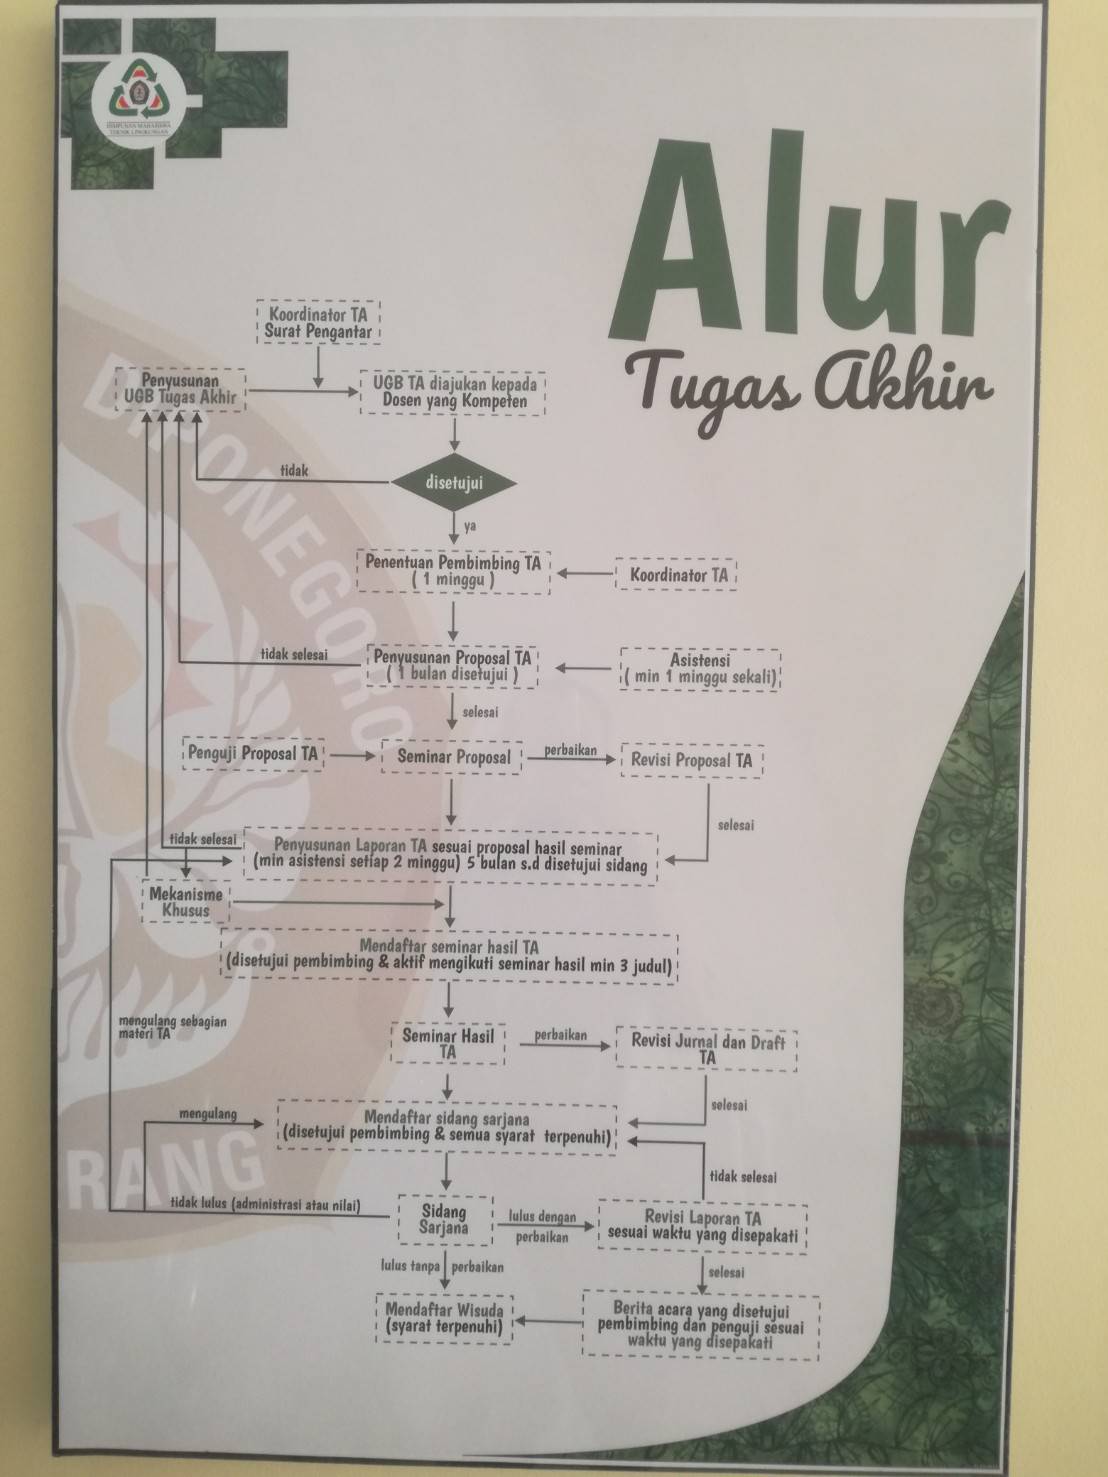 HIMPUNAN MAHASISWA
TEKNIK LINGKUNGAN
Alur
Tugas Akhir
Koordinator TA
Surat Pengantar
Penyusunan
UGB Tugas Akhir
UGB TA diajukan kepada
Dosen yang Kompeten
tidak
disetujui
ya
Penentuan Pembimbing TA
( 1 minggu )
Koordinator TA
tidak selesai
Penyusunan Proposal TA
( 1 bulan disetujui )
Asistensi
( min 1 minggu sekali)
selesai
Penguji Proposal TA
Seminar Proposal
perbaikan
Revisi Proposal TA
selesai
tidak selesai
Penyusunan Laporan TA sesuai proposal hasil seminar
(min asistensi setiap 2 minggu) 5 bulan s.d disetujui sidang
Mekanisme
Khusus
Mendaftar seminar hasil TA
(disetujui pembimbing & aktif mengikuti seminar hasil min 3 judul)
mengulang sebagian
materi TA
Seminar Hasil
TA
perbaikan
Revisi Jurnal dan Draft
TA
selesai
mengulang
Mendaftar sidang sarjana
(disetujui pembimbing & semua syarat terpenuhi)
tidak selesai
tidak lulus (administrasi atau nilai)
Sidang
Sarjana
lulus dengan
perbaikan
Revisi Laporan TA
sesuai waktu yang disepakati
lulus tanpa perbaikan
selesai
Mendaftar Wisuda
(syarat terpenuhi)
Berita acara yang disetujui
pembimbing dan penguji sesuai
waktu yang disepakati
DIPONEGORO
RANG